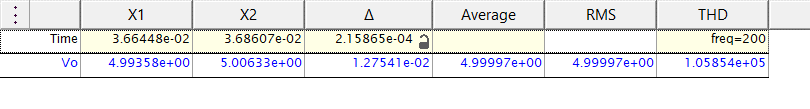 X1 X2 Δ Average RMS THD
Time 3.66448e-02 3.68607e-02 2.15865e-04 freq=200
Vo 4.99358e+00 5.00633e+00 1.27541e-02 4.99997e+00 4.99997e+00 1.05854e+05